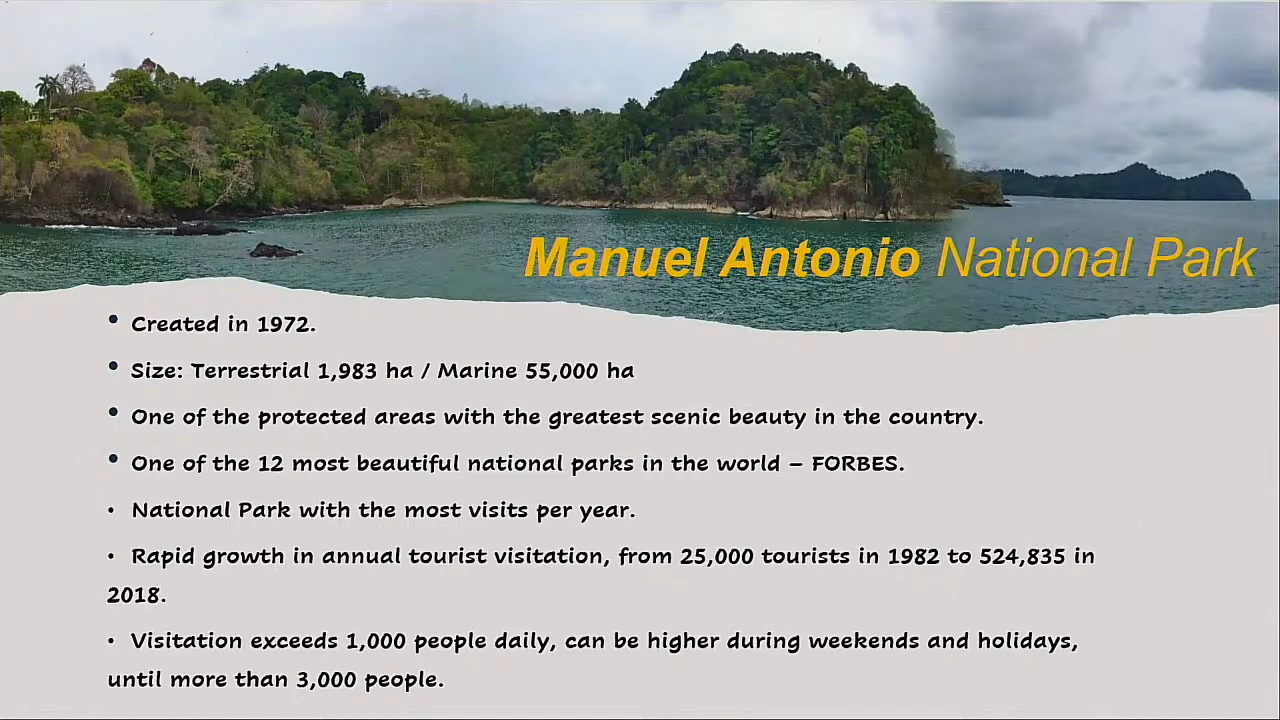 Manuel Antonio National Park
• Created in 1972.
• Size: Terrestrial 1,983 ha / Marine 55,000 ha
• One of the protected areas with the greatest scenic beauty in the country.
• One of the 12 most beautiful national parks in the world – FORBES.
• National Park with the most visits per year.
• Rapid growth in annual tourist visitation, from 25,000 tourists in 1982 to 524,835 in
2018.
• Visitation exceeds 1,000 people daily, can be higher during weekends and holidays,
until more than 3,000 people.